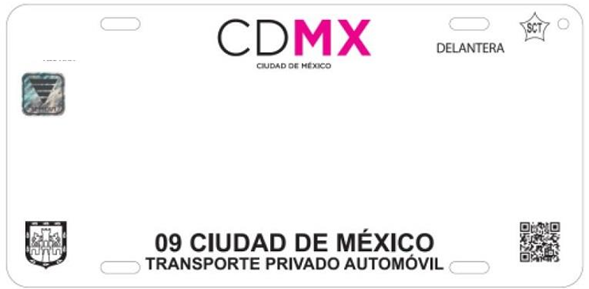 CDMX
CIUDAD DE MÉXICO
DELANTERA
SCT
09 CIUDAD DE MÉXICO
TRANSPORTE PRIVADO AUTOMÓVIL